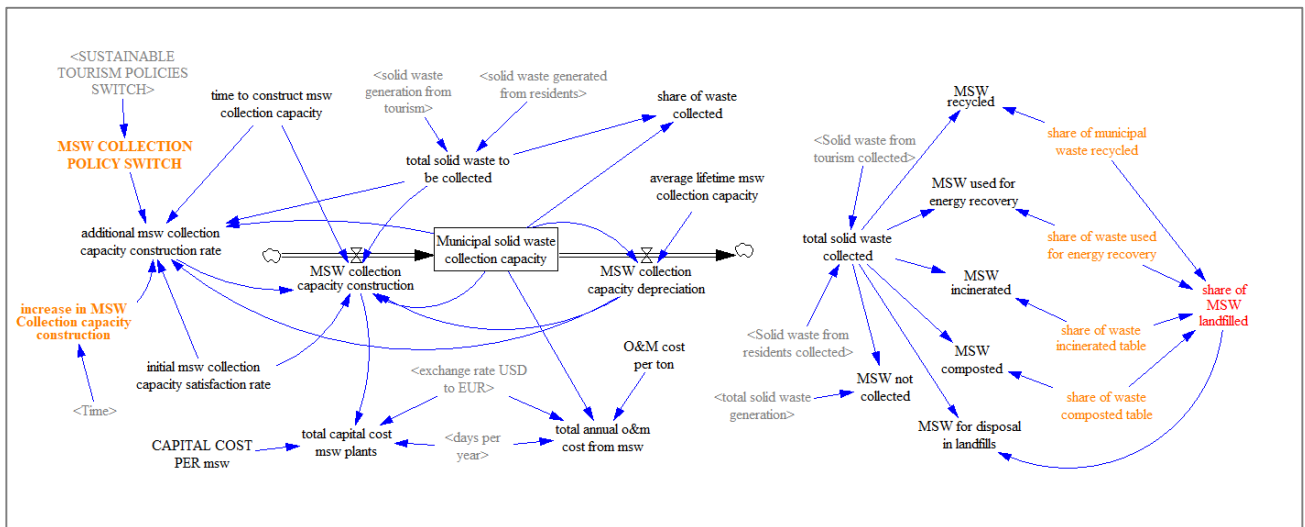 <SUSTAINABLE
TOURISM POLICIES
SWITCH>
time to construct msw
collection capacity
<solid waste
generation from
tourism>
<solid waste generated
from residents>
share of waste
collected
MSW COLLECTION
POLICY SWITCH
total solid waste to
be collected
average lifetime msw
collection capacity
additional msw collection
capacity construction rate
Municipal solid waste
collection capacity
MSW collection
capacity construction
MSW collection
capacity depreciation
increase in MSW
Collection capacity
construction
initial msw collection
capacity satisfaction rate
<Time>
<exchange rate USD
to EUR>
O&M cost
per ton
CAPITAL COST
PER msw
total capital cost
msw plants
<days per
year>
total annual o&m
cost from msw
MSW
recycled
share of municipal
waste recycled
<Solid waste from
tourism collected>
MSW used for
energy recovery
total solid waste
collected
share of waste used
for energy recovery
MSW
incinerated
share of
MSW
landfilled
<Solid waste from
residents collected>
share of waste
incinerated table
MSW
composted
MSW not
collected
<total solid waste
generation>
share of waste
composted table
MSW for disposal
in landfills